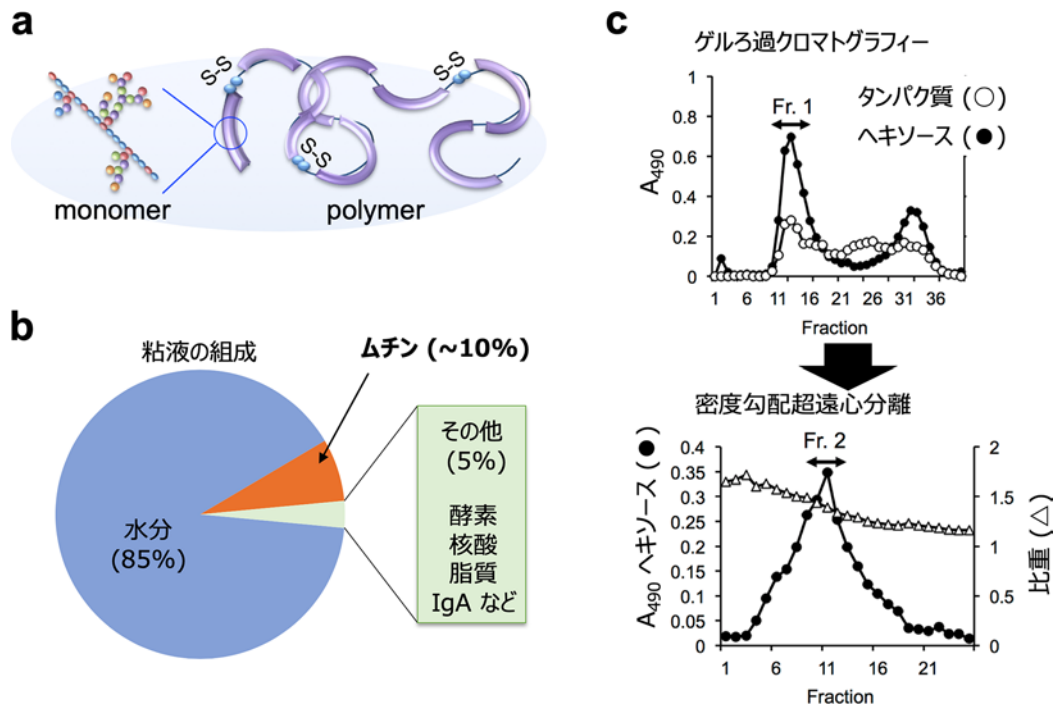 a
S-S
S-S
S-S
monomer
polymer
b
粘液の組成
ムチン (~10%)
水分
(85%)
その他
(5%)
酵素
核酸
脂質
IgA など
c
ゲルろ過クロマトグラフィー
Fr. 1
タンパク質 (○)
ヘキソース (●)
A490
1
0.8
0.6
0.4
0.2
0
1 6 11 16 21 26 31 36
Fraction
密度勾配超遠心分離
Fr. 2
A490 ヘキソース (●)
0.4
0.35
0.3
0.25
0.2
0.15
0.1
0.05
0
2
1.5
1
0.5
0
比重 (△)
1 6 11 16 21
Fraction